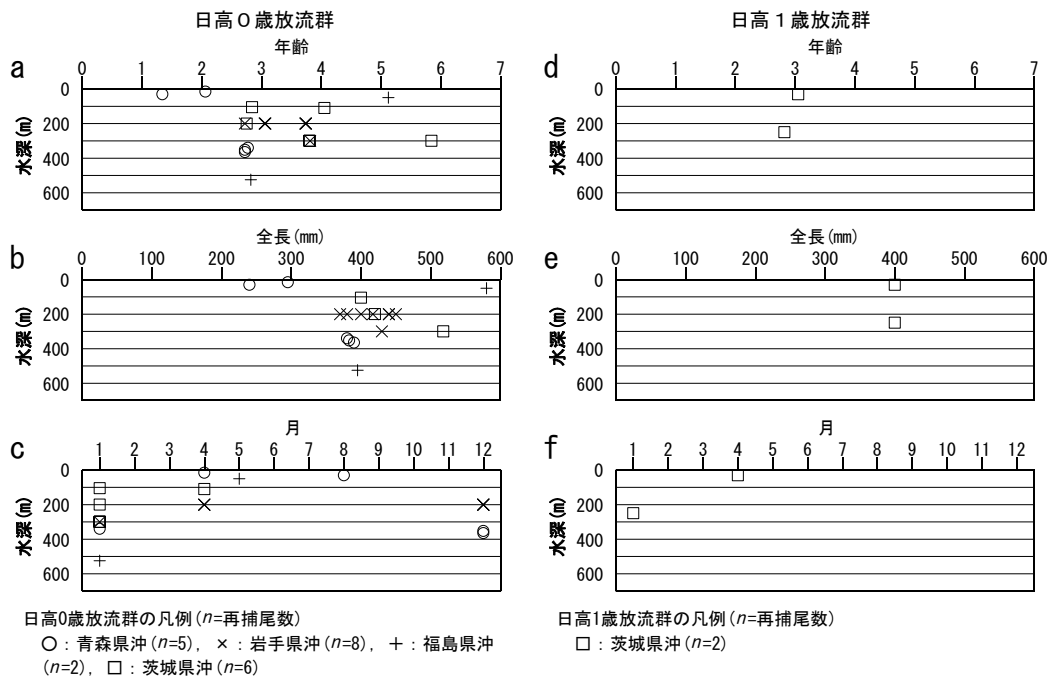 日高０歳放流群
年齢
a
0 1 2 3 4 5 6 7
0
200
400
600
水深(m)
全長(mm)
b
0 100 200 300 400 500 600
0
200
400
600
水深(m)
月
c
1 2 3 4 5 6 7 8 9 10 11 12
0
200
400
600
水深(m)
日高0歳放流群の凡例(n=再捕尾数)
○：青森県沖(n=5)，×：岩手県沖(n=8)，＋：福島県沖
(n=2)，□：茨城県沖(n=6)
日高１歳放流群
年齢
d
0 1 2 3 4 5 6 7
0
200
400
600
水深(m)
全長(mm)
e
0 100 200 300 400 500 600
0
200
400
600
水深(m)
月
f
1 2 3 4 5 6 7 8 9 10 11 12
0
200
400
600
水深(m)
日高1歳放流群の凡例(n=再捕尾数)
□：茨城県沖(n=2)